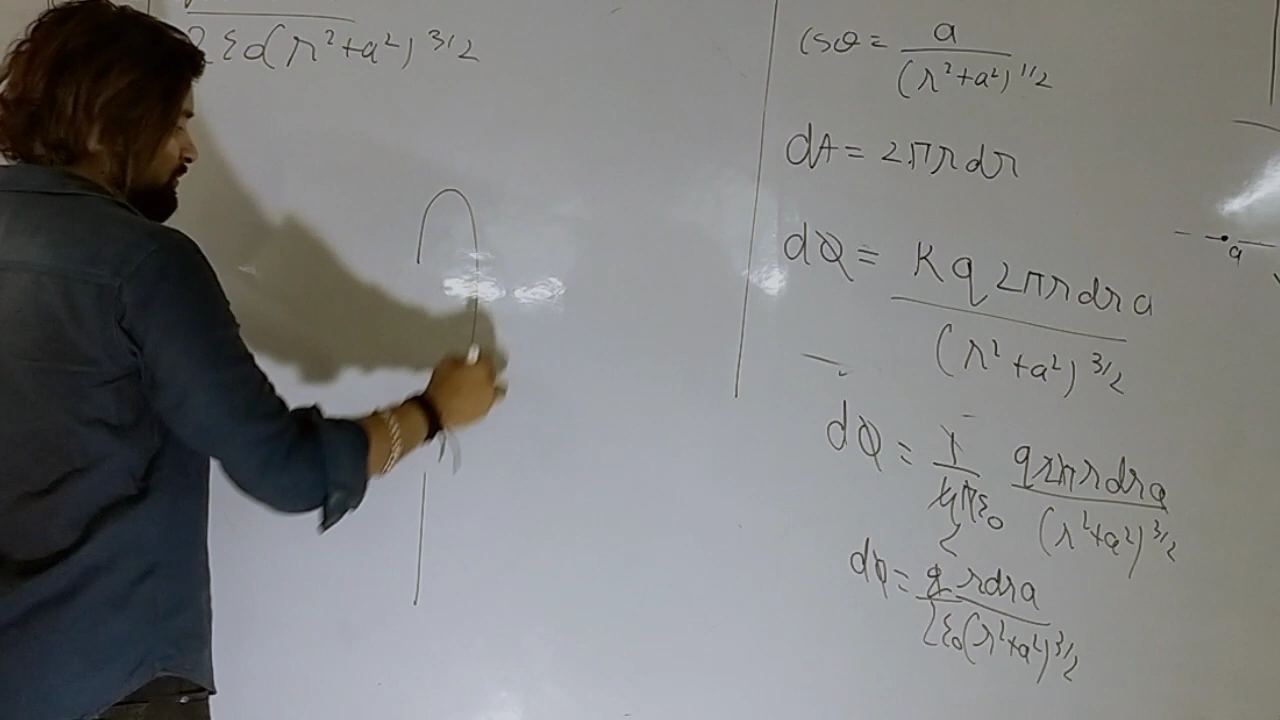 2ε₀(r²+a²)^3/2
cosθ = a/(r²+a²)^1/2
dA = 2πrdr
dφ = Kq2πrdra/(r²+a²)^3/2
dφ = 1/4πε₀ q2πrdra/(r²+a²)^3/2
2
dφ = q rdra/2ε₀(r²+a²)^3/2
a